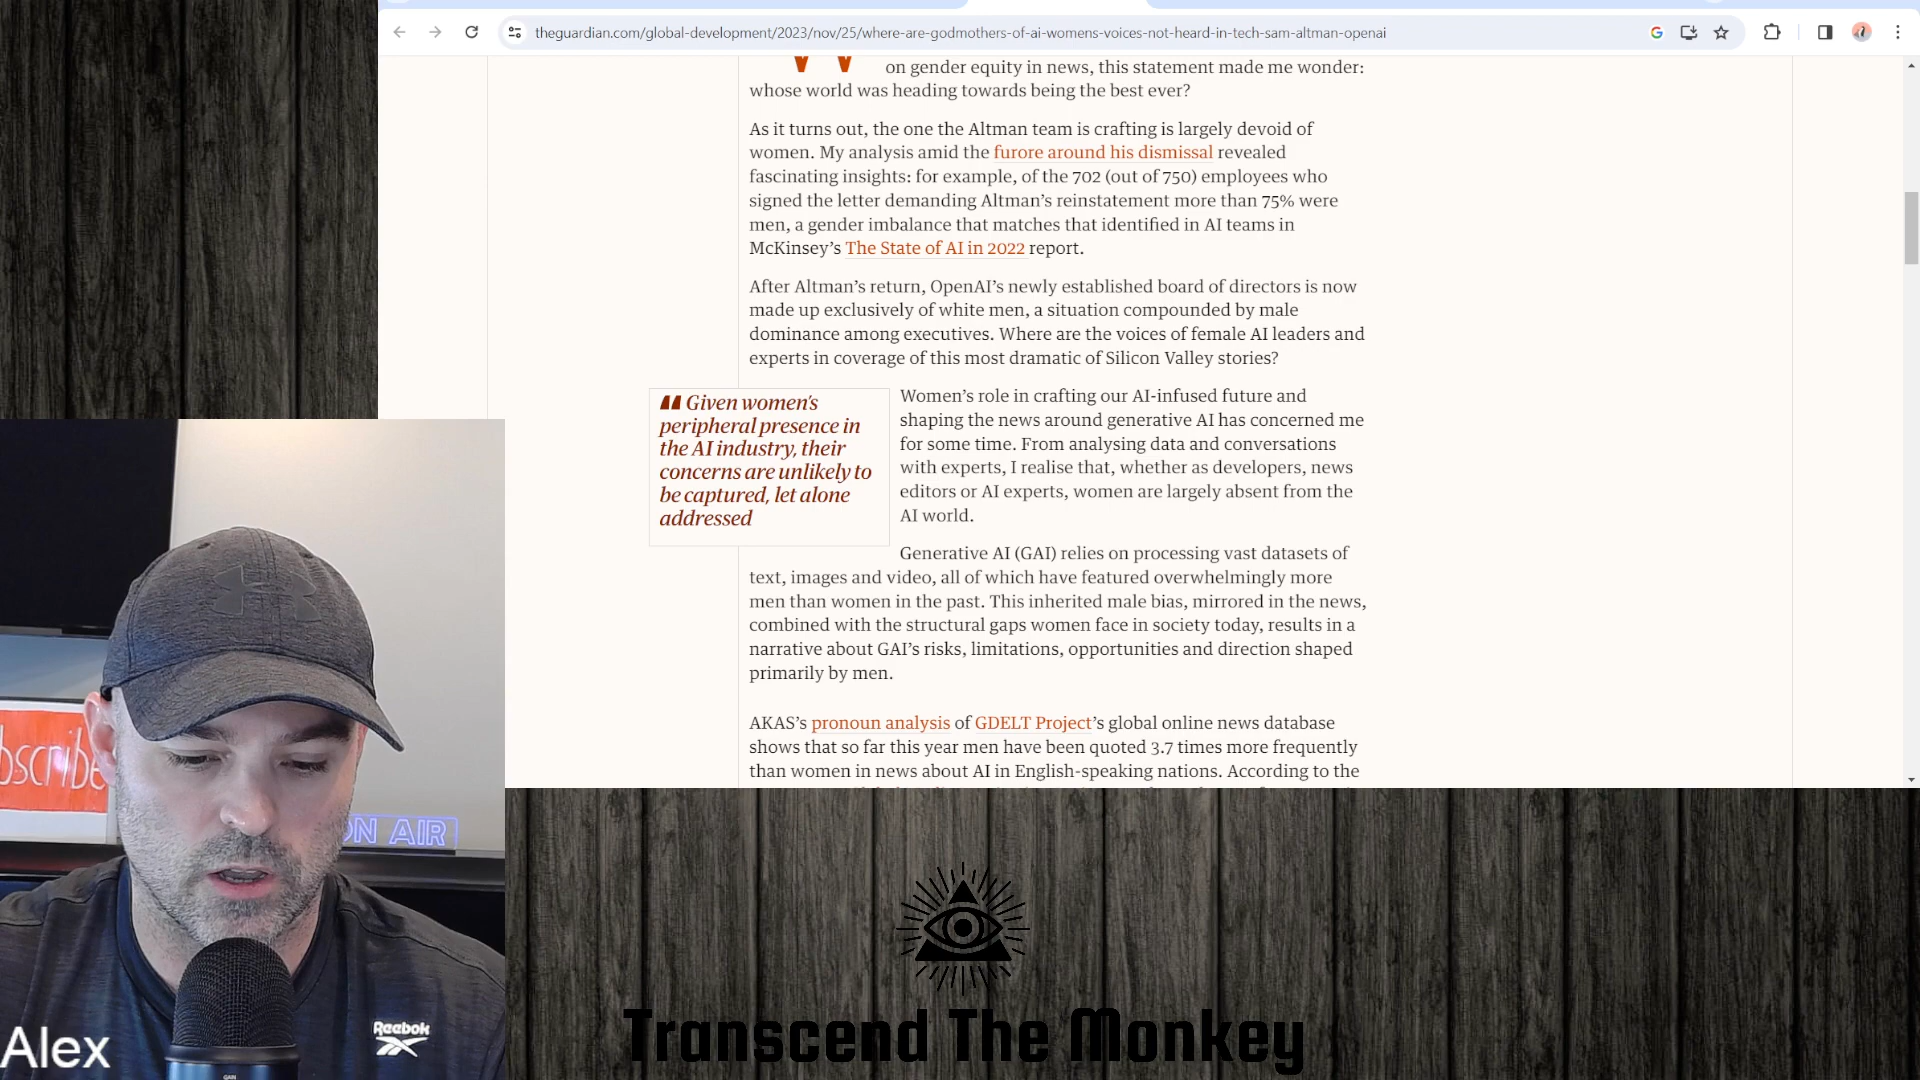 theguardian.com/global-development/2023/nov/25/where-are-godmothers-of-ai-womens-voices-not-heard-in-tech-sam-altman-openai
on gender equity in news, this statement made me wonder:
whose world was heading towards being the best ever?
As it turns out, the one the Altman team is crafting is largely devoid of
women. My analysis amid the furore around his dismissal revealed
fascinating insights: for example, of the 702 (out of 750) employees who
signed the letter demanding Altman’s reinstatement more than 75% were
men, a gender imbalance that matches that identified in AI teams in
McKinsey’s The State of AI in 2022 report.
After Altman’s return, OpenAI’s newly established board of directors is now
made up exclusively of white men, a situation compounded by male
dominance among executives. Where are the voices of female AI leaders and
experts in coverage of this most dramatic of Silicon Valley stories?
“ Given women’s
peripheral presence in
the AI industry, their
concerns are unlikely to
be captured, let alone
addressed
Women’s role in crafting our AI-infused future and
shaping the news around generative AI has concerned me
for some time. From analysing data and conversations
with experts, I realise that, whether as developers, news
editors or AI experts, women are largely absent from the
AI world.
Generative AI (GAI) relies on processing vast datasets of
text, images and video, all of which have featured overwhelmingly more
men than women in the past. This inherited male bias, mirrored in the news,
combined with the structural gaps women face in society today, results in a
narrative about GAI’s risks, limitations, opportunities and direction shaped
primarily by men.
AKAS’s pronoun analysis of GDELT Project’s global online news database
shows that so far this year men have been quoted 3.7 times more frequently
than women in news about AI in English-speaking nations. According to the
bscribe
ON AIR
Reebok
GAIN
Alex
Transcend The Monkey